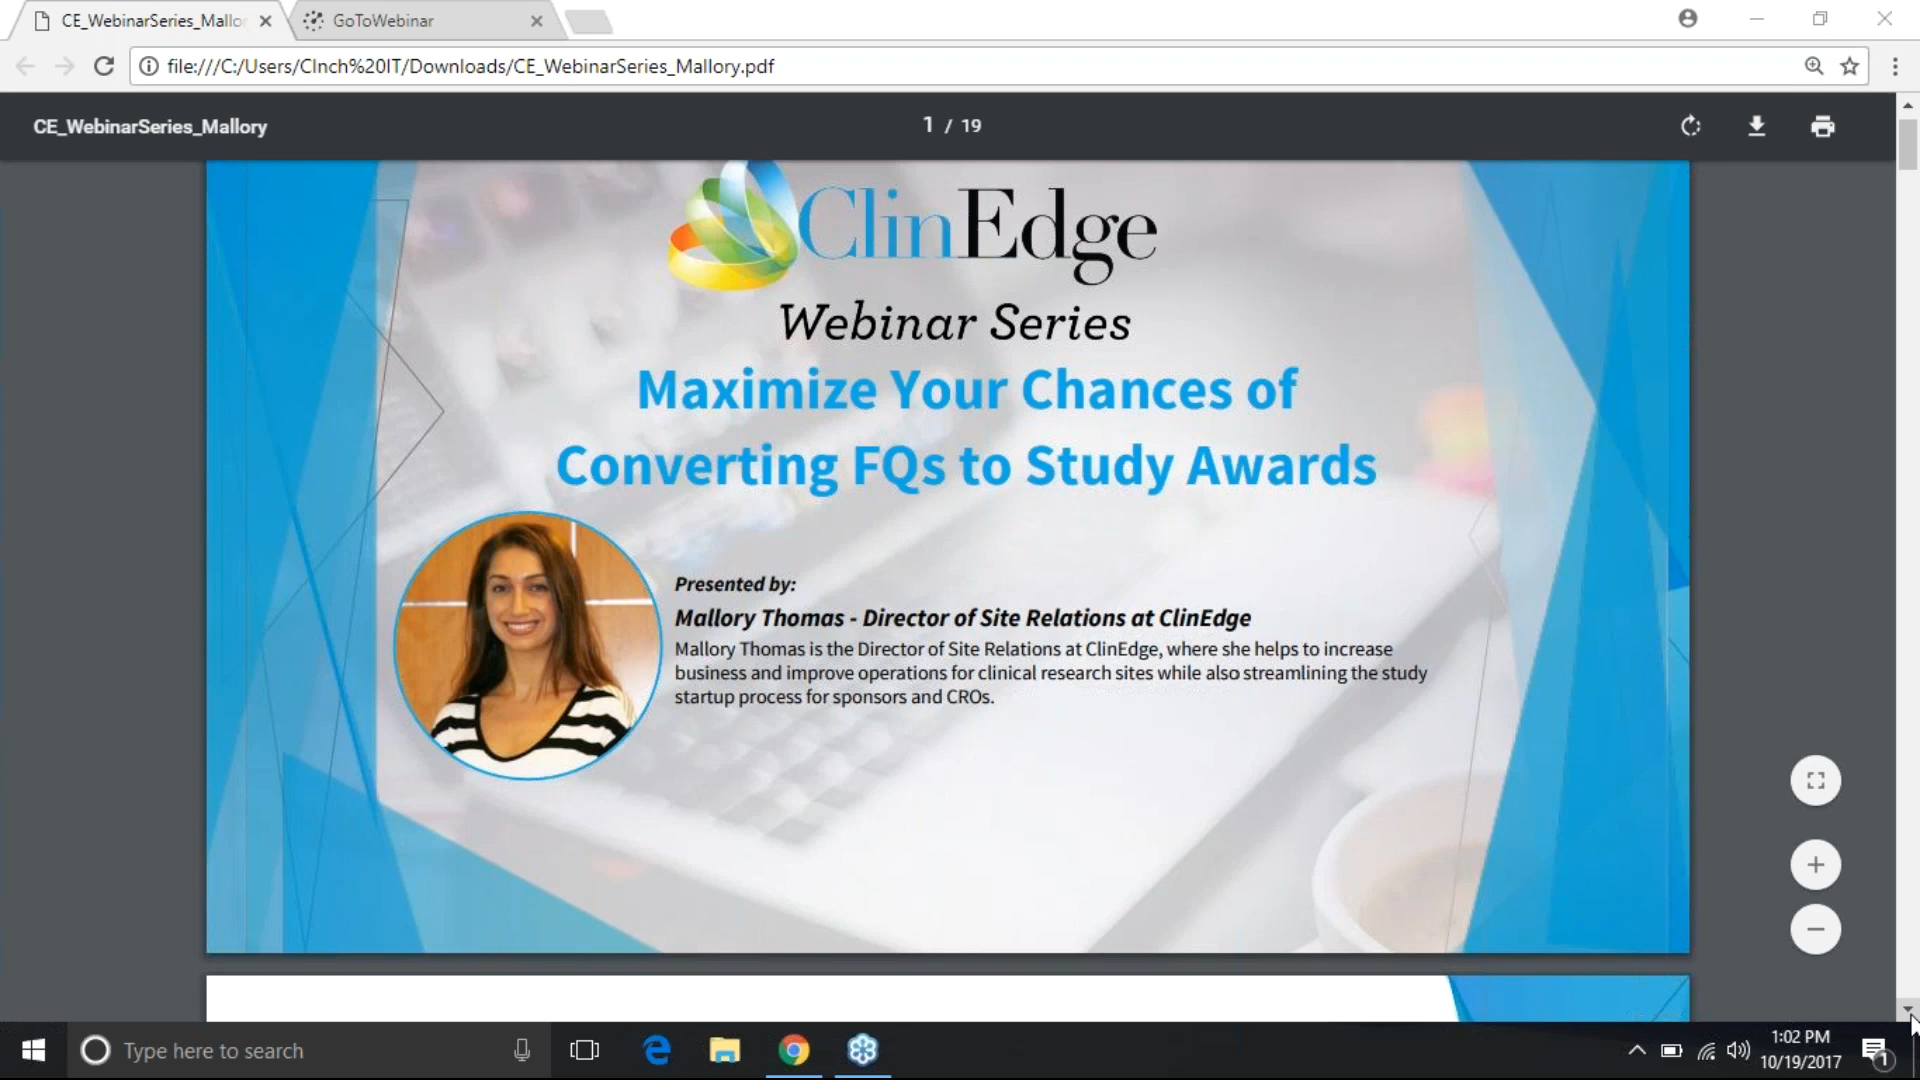 CE_WebinarSeries_Mallor
GoToWebinar
file:///C:/Users/CInch%20IT/Downloads/CE_WebinarSeries_Mallory.pdf
CE_WebinarSeries_Mallory
1 / 19
ClinEdge
Webinar Series
Maximize Your Chances of
Converting FQs to Study Awards
Presented by:
Mallory Thomas - Director of Site Relations at ClinEdge
Mallory Thomas is the Director of Site Relations at ClinEdge, where she helps to increase
business and improve operations for clinical research sites while also streamlining the study
startup process for sponsors and CROs.
Type here to search
1:02 PM
10/19/2017
1